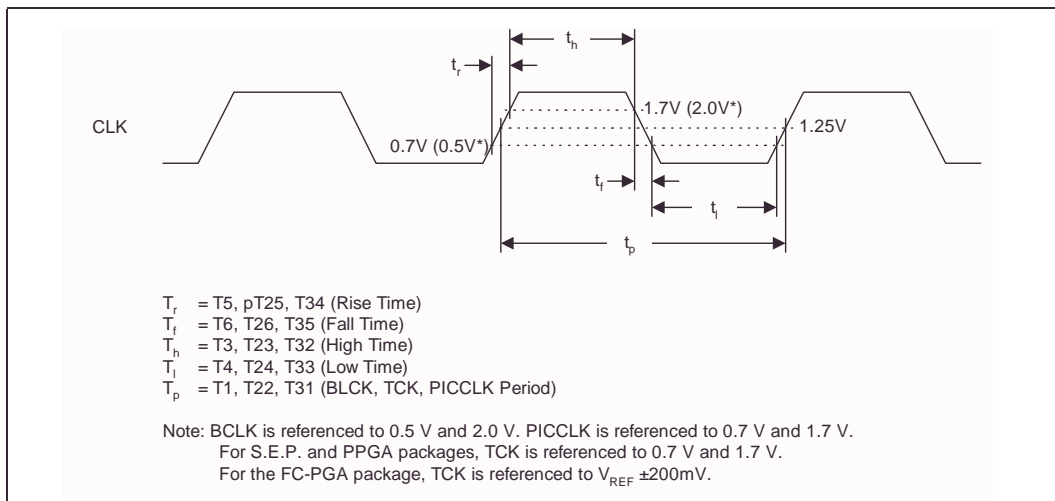 t_h
t_r
CLK
1.7V (2.0V*)
1.25V
0.7V (0.5V*)
t_f
t_l
t_p
T_r = T5, pT25, T34 (Rise Time)
T_f = T6, T26, T35 (Fall Time)
T_h = T3, T23, T32 (High Time)
T_l = T4, T24, T33 (Low Time)
T_p = T1, T22, T31 (BLCK, TCK, PICCLK Period)
Note: BCLK is referenced to 0.5 V and 2.0 V. PICCLK is referenced to 0.7 V and 1.7 V.
For S.E.P. and PPGA packages, TCK is referenced to 0.7 V and 1.7 V.
For the FC-PGA package, TCK is referenced to V_REF ±200mV.